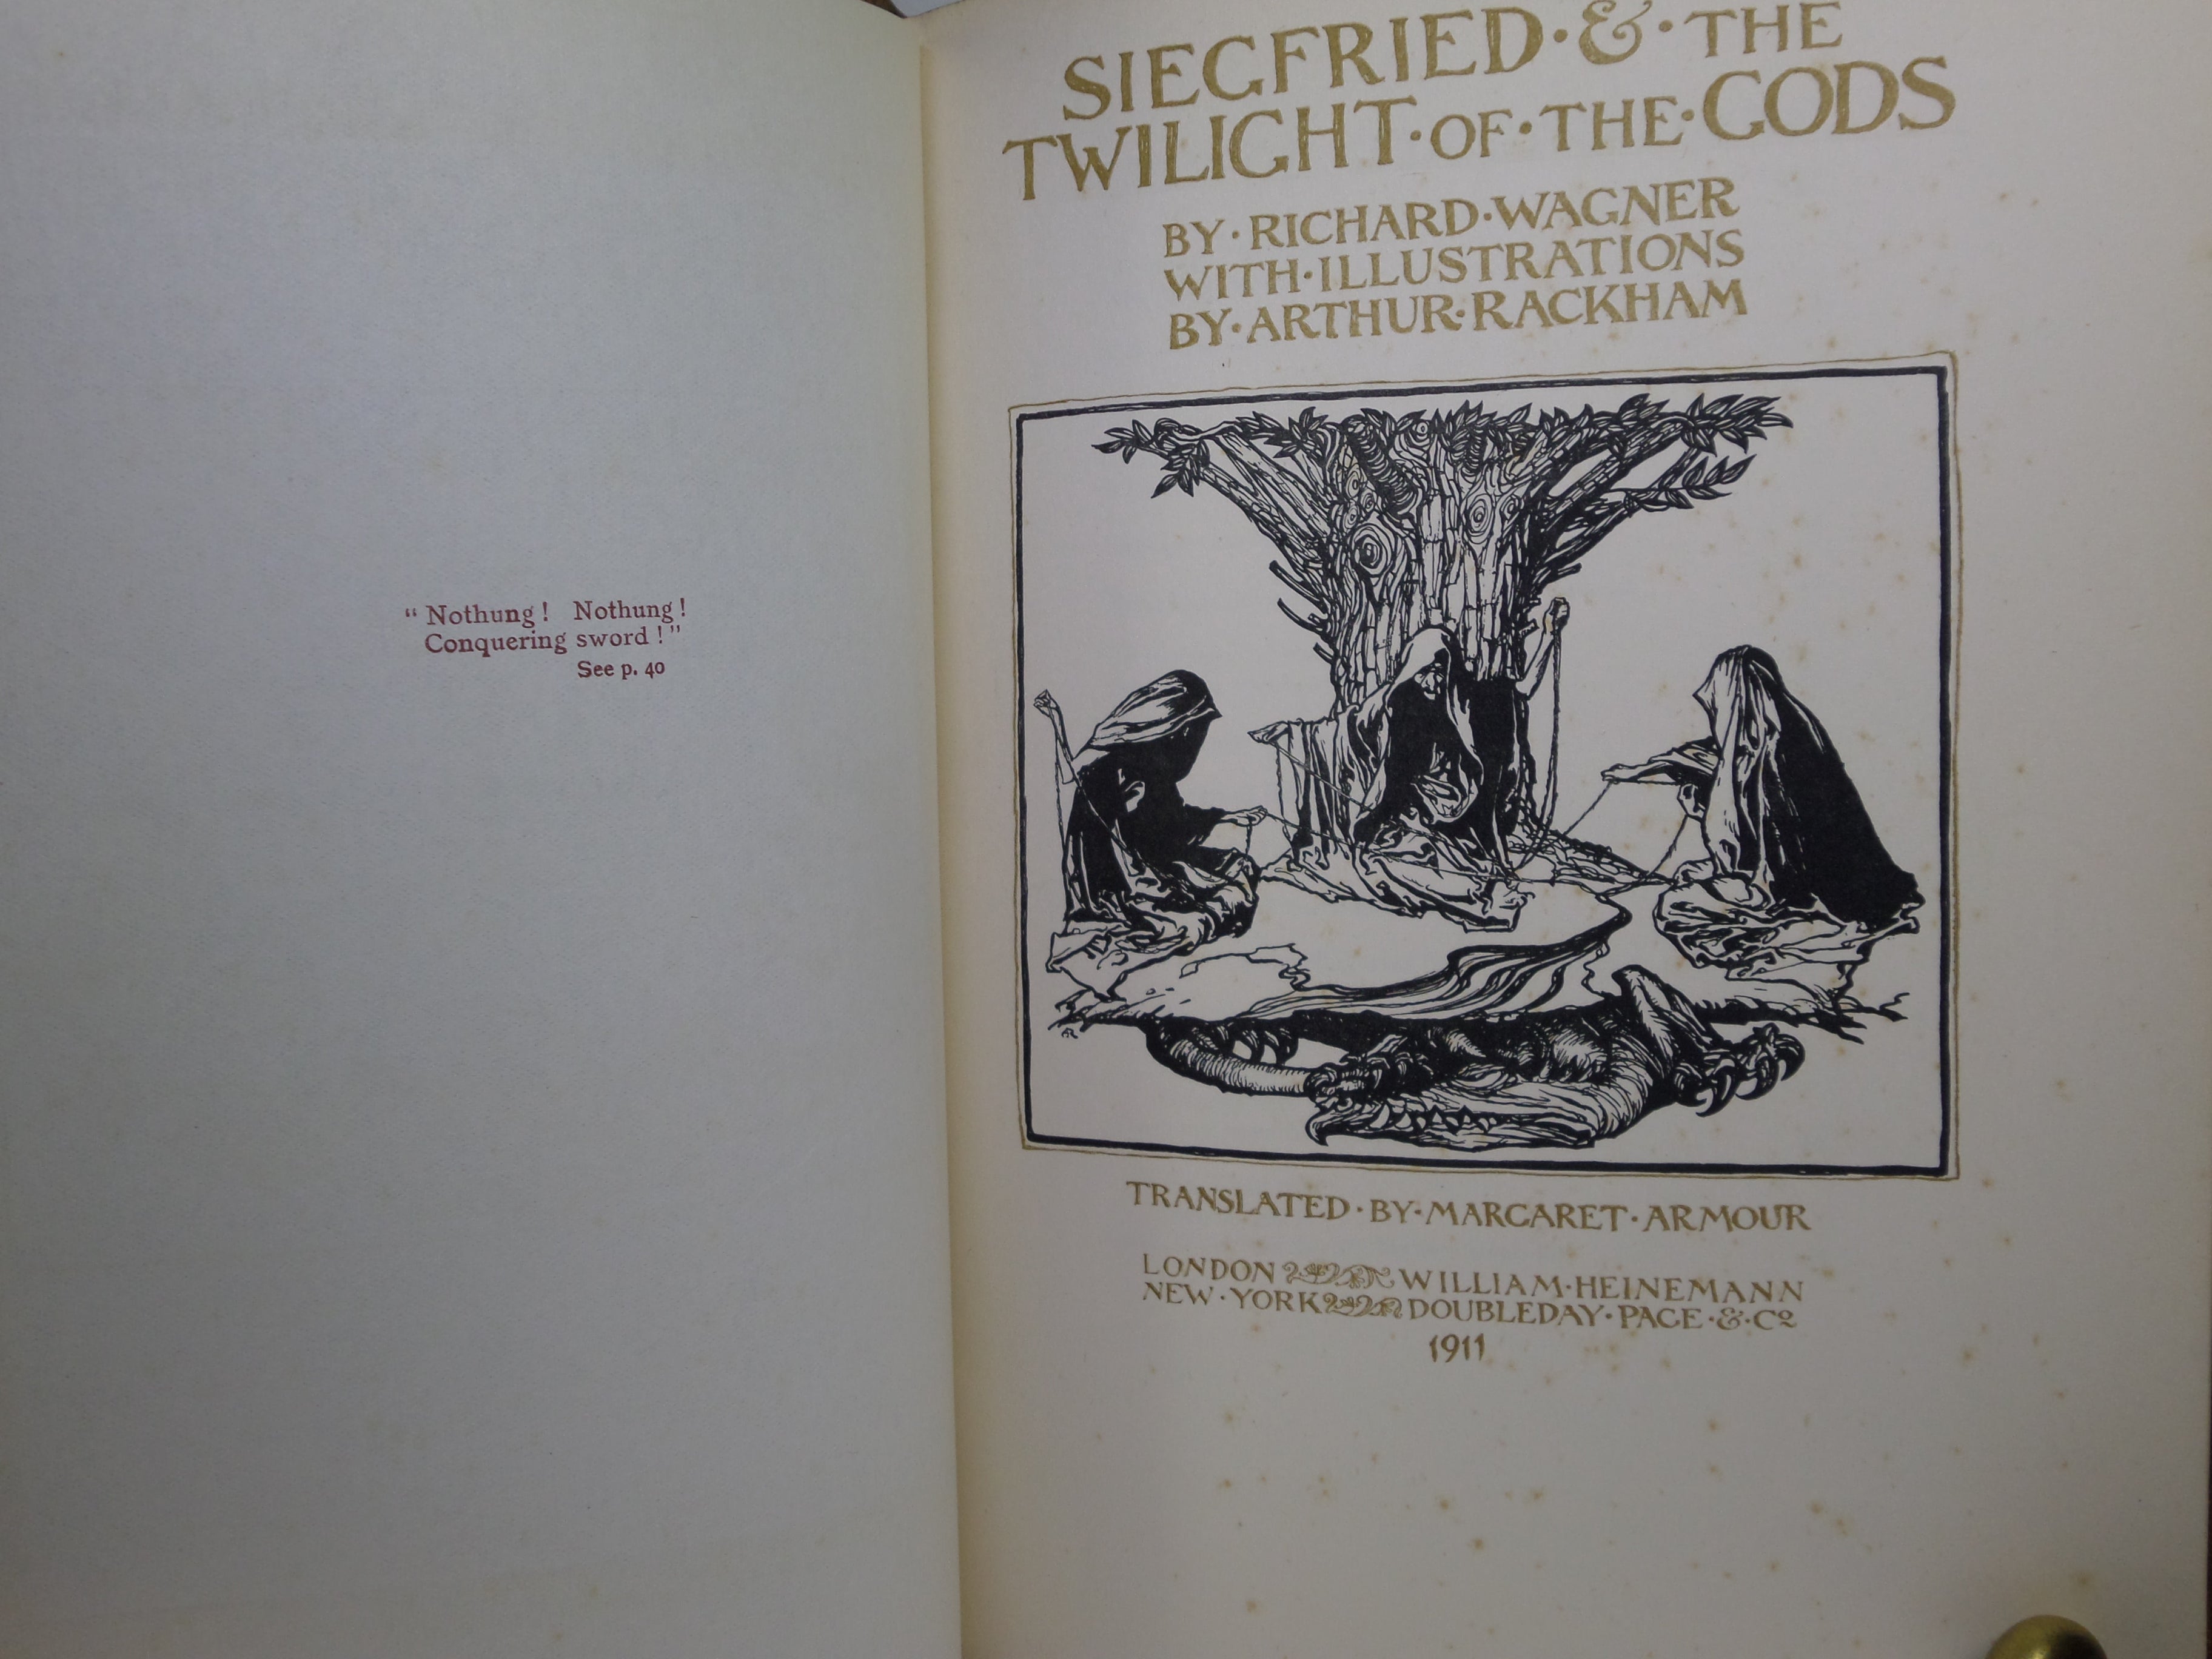 “ Nothung !   Nothung !
Conquering sword ! ”
See p. 40
SIEGFRIED·&·THE
TWILIGHT·OF·THE·GODS
BY·RICHARD·WAGNER
WITH·ILLUSTRATIONS
BY·ARTHUR·RACKHAM
AR
TRANSLATED·BY·MARGARET·ARMOUR
LONDON WILLIAM·HEINEMANN
NEW·YORK DOUBLEDAY·PAGE·&·Cº
1911